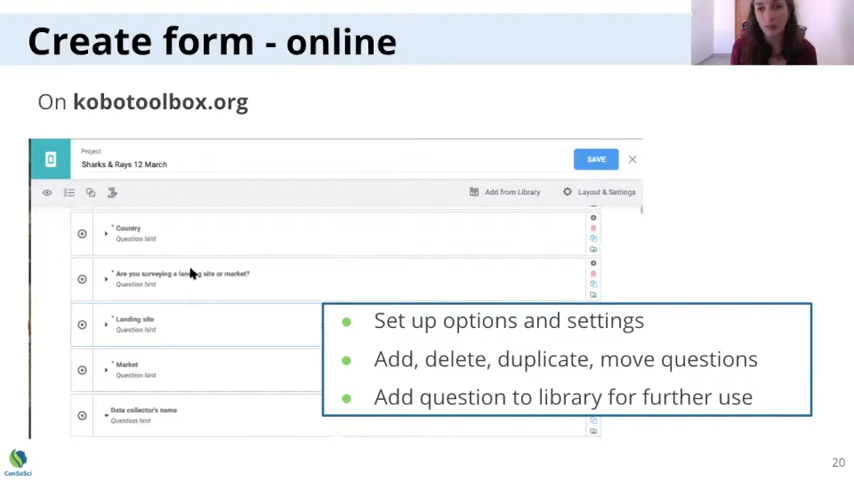 Create form - online
On kobotoolbox.org
Project
Sharks & Rays 12 March
SAVE
Add from Library
Layout & Settings
* Country
Question hint
* Are you surveying a landing site or market?
Question hint
* Landing site
Question hint
* Market
Question hint
Data collector's name
Question hint
Set up options and settings
Add, delete, duplicate, move questions
Add question to library for further use
ConSoSci
20